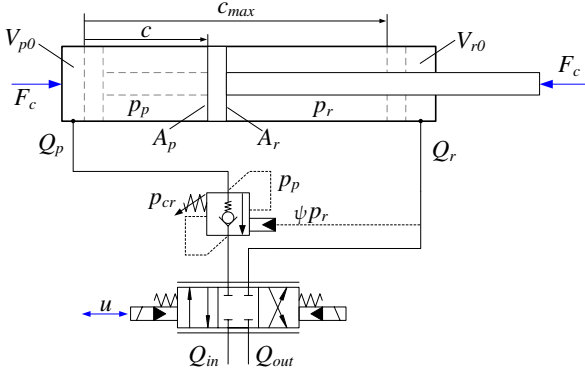 c_max
V_p0
c
V_r0
F_c
F_c
p_p
p_r
A_p
A_r
Q_p
Q_r
p_p
p_cr
ψp_r
u
Q_in
Q_out